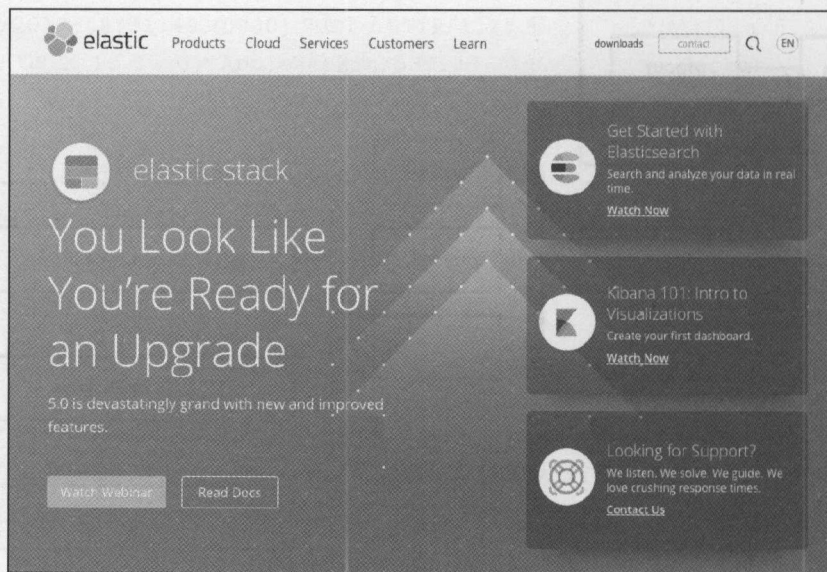 elastic Products Cloud Services Customers Learn downloads contact EN
elastic stack
You Look Like
You're Ready for
an Upgrade
5.0 is devastatingly grand with new and improved
features.
Watch Webinar Read Docs
Get Started with
Elasticsearch
Search and analyze your data in real
time.
Watch Now
Kibana 101: Intro to
Visualizations
Create your first dashboard.
Watch Now
Looking for Support?
We listen. We solve. We guide. We
love crushing response times.
Contact Us